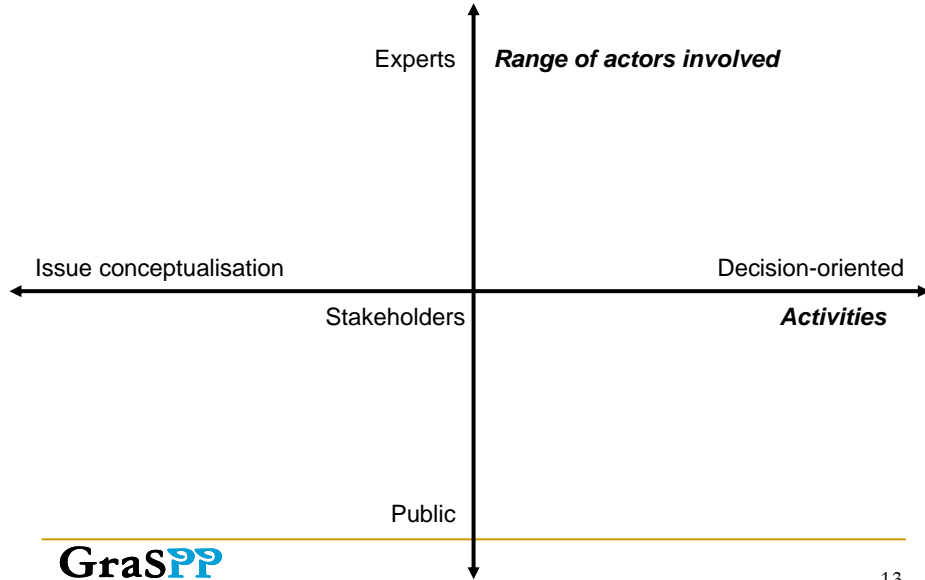 Experts Range of actors involved
Issue conceptualisation Decision-oriented
Stakeholders Activities
Public
GraSPP
13